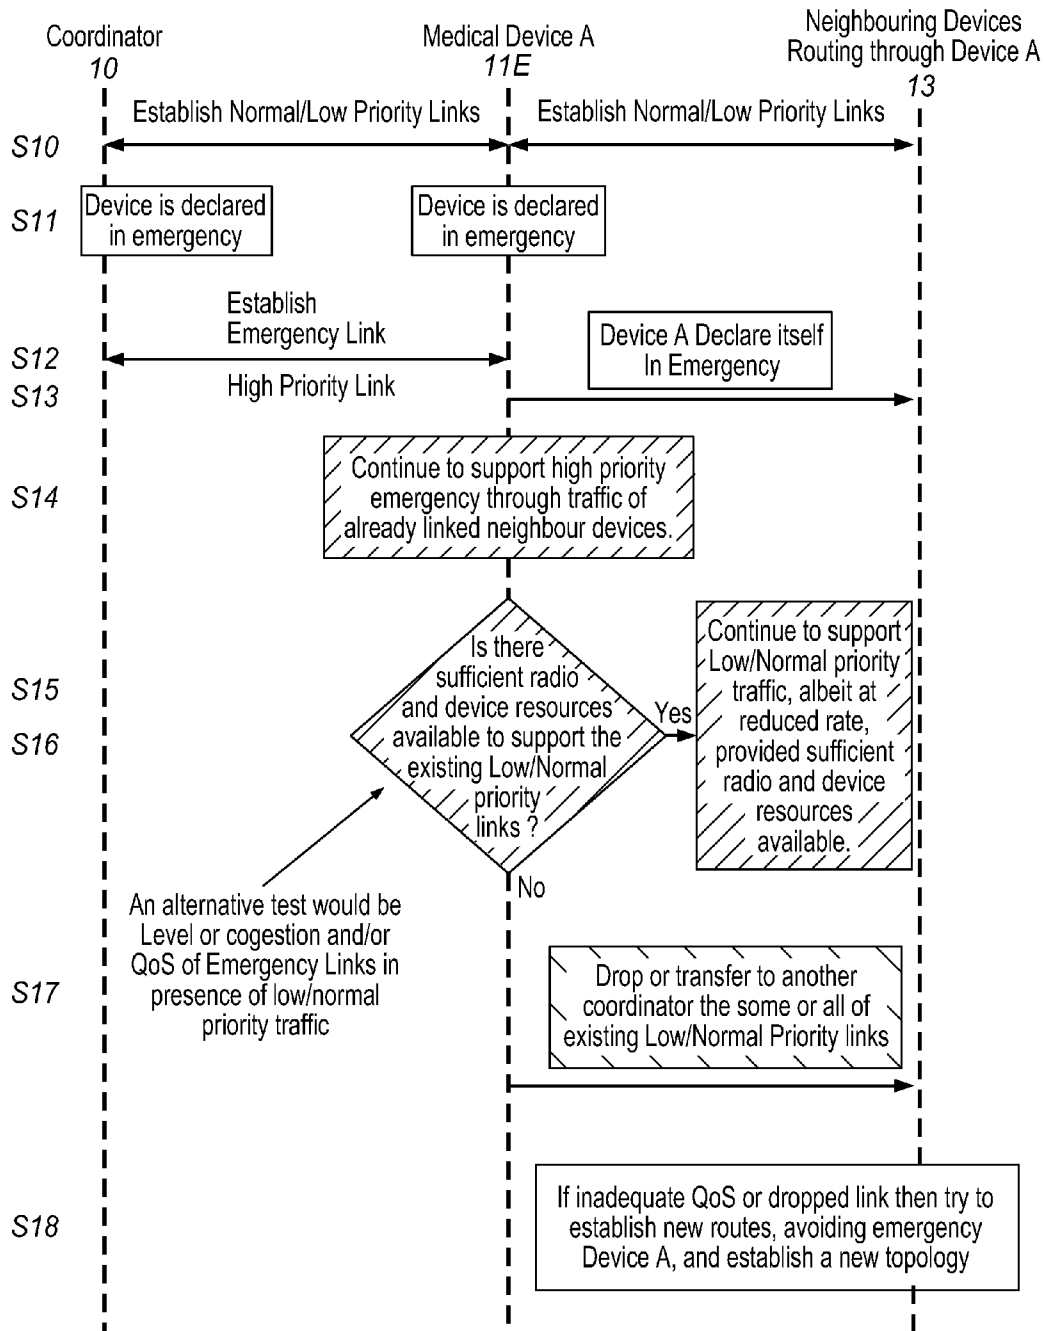 Coordinator
10
Medical Device A
11E
Neighbouring Devices
Routing through Device A
13
Establish Normal/Low Priority Links
Establish Normal/Low Priority Links
S10
S11
Device is declared
in emergency
Device is declared
in emergency
Establish
Emergency Link
Device A Declare itself
In Emergency
S12
High Priority Link
S13
S14
Continue to support high priority
emergency through traffic of
already linked neighbour devices.
S15
S16
Is there
sufficient radio
and device resources
available to support the
existing Low/Normal
priority
links ?
Yes
Continue to support
Low/Normal priority
traffic, albeit at
reduced rate,
provided sufficient
radio and device
resources
available.
No
An alternative test would be
Level or cogestion and/or
QoS of Emergency Links in
presence of low/normal
priority traffic
S17
Drop or transfer to another
coordinator the some or all of
existing Low/Normal Priority links
S18
If inadequate QoS or dropped link then try to
establish new routes, avoiding emergency
Device A, and establish a new topology